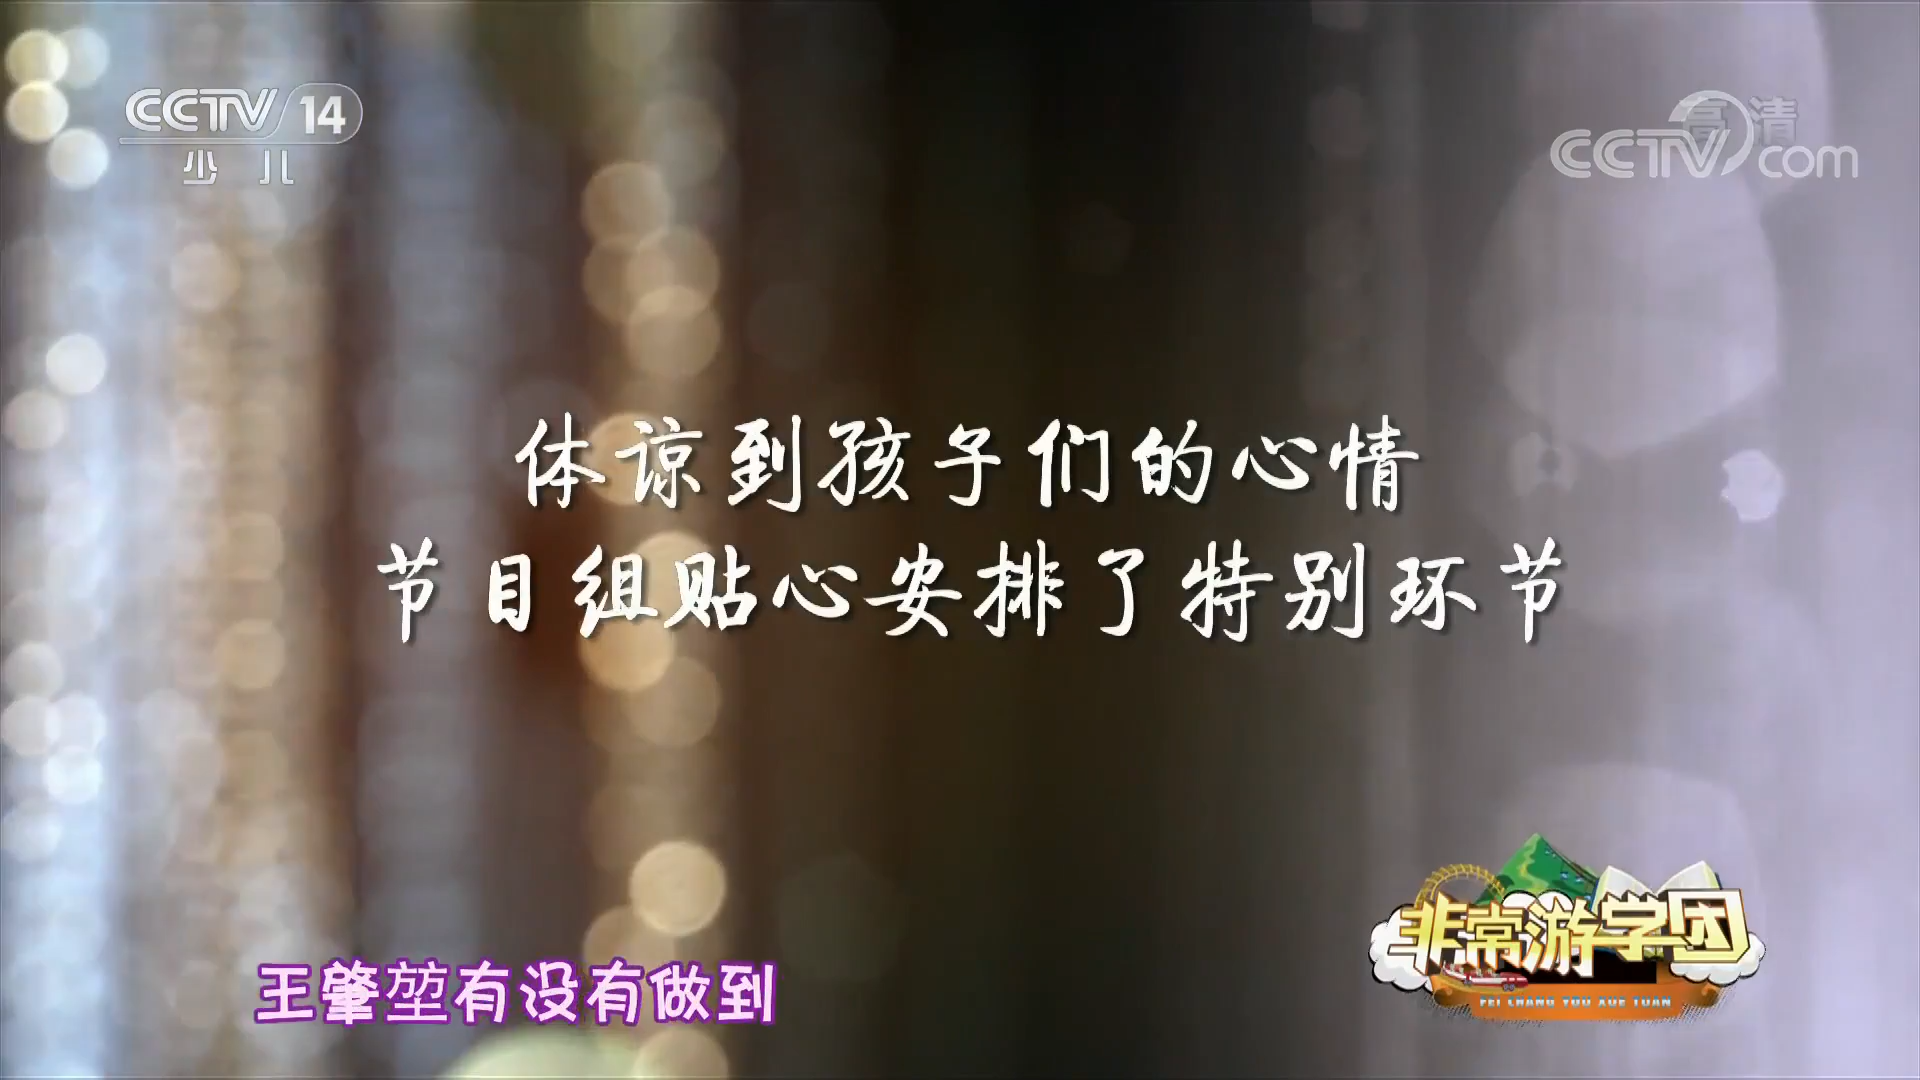 CCTV 14
少儿
高清
CCTV.com
体谅到孩子们的心情
节目组贴心安排了特别环节
非常游学团
FEI CHANG YOU XUE TUAN
王肇堃有没有做到